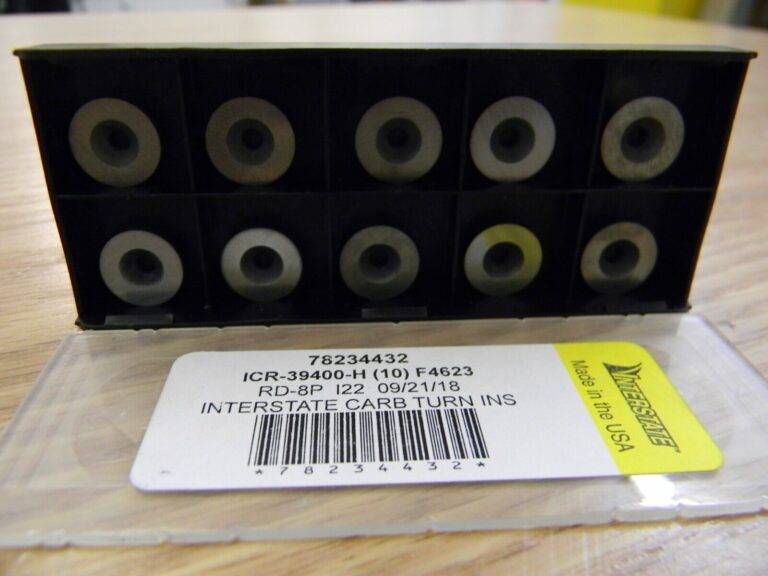 78234432
ICR-39400-H (10) F4623
RD-8P I22 09/21/18
INTERSTATE CARB TURN INS
*78234432*
INTERSTATE
Made in the USA